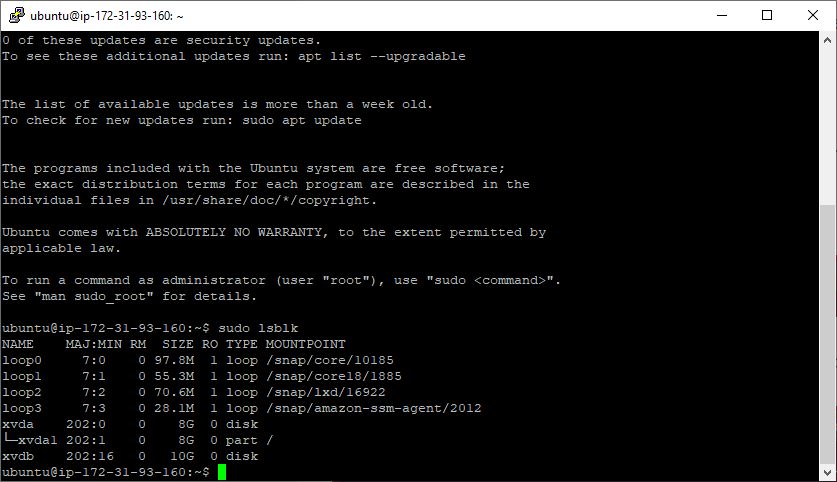 ubuntu@ip-172-31-93-160: ~
0 of these updates are security updates.
To see these additional updates run: apt list --upgradable
The list of available updates is more than a week old.
To check for new updates run: sudo apt update
The programs included with the Ubuntu system are free software;
the exact distribution terms for each program are described in the
individual files in /usr/share/doc/*/copyright.
Ubuntu comes with ABSOLUTELY NO WARRANTY, to the extent permitted by
applicable law.
To run a command as administrator (user "root"), use "sudo <command>".
See "man sudo_root" for details.
ubuntu@ip-172-31-93-160:~$ sudo lsblk
NAME    MAJ:MIN RM  SIZE RO TYPE MOUNTPOINT
loop0     7:0    0 97.8M  1 loop /snap/core/10185
loop1     7:1    0 55.3M  1 loop /snap/core18/1885
loop2     7:2    0 70.6M  1 loop /snap/lxd/16922
loop3     7:3    0 28.1M  1 loop /snap/amazon-ssm-agent/2012
xvda    202:0    0    8G  0 disk
└─xvda1 202:1    0    8G  0 part /
xvdb    202:16   0   10G  0 disk
ubuntu@ip-172-31-93-160:~$